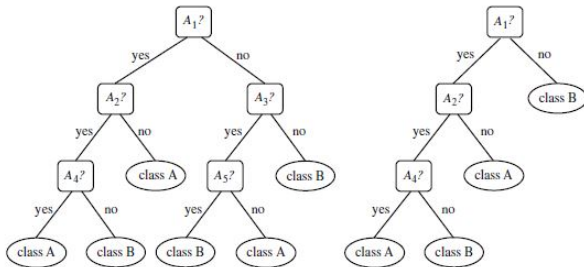 A1? A1?
yes no yes no
A2? A3? A2? class B
yes no yes no yes no
A4? class A A5? class B A4? class A
yes no yes no yes no
class A class B class B class A class A class B